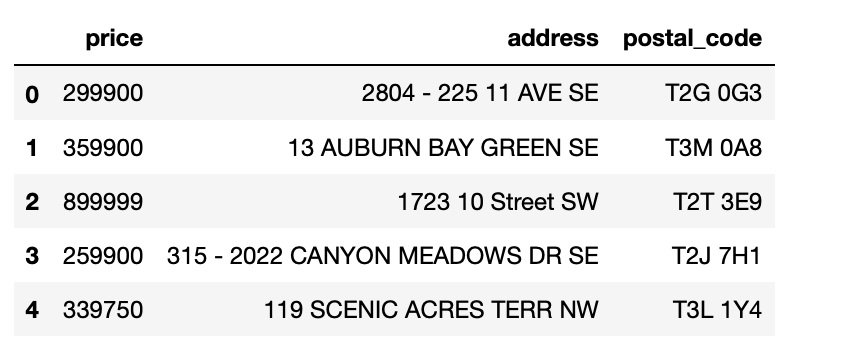 price address postal_code
0 299900 2804 - 225 11 AVE SE T2G 0G3
1 359900 13 AUBURN BAY GREEN SE T3M 0A8
2 899999 1723 10 Street SW T2T 3E9
3 259900 315 - 2022 CANYON MEADOWS DR SE T2J 7H1
4 339750 119 SCENIC ACRES TERR NW T3L 1Y4